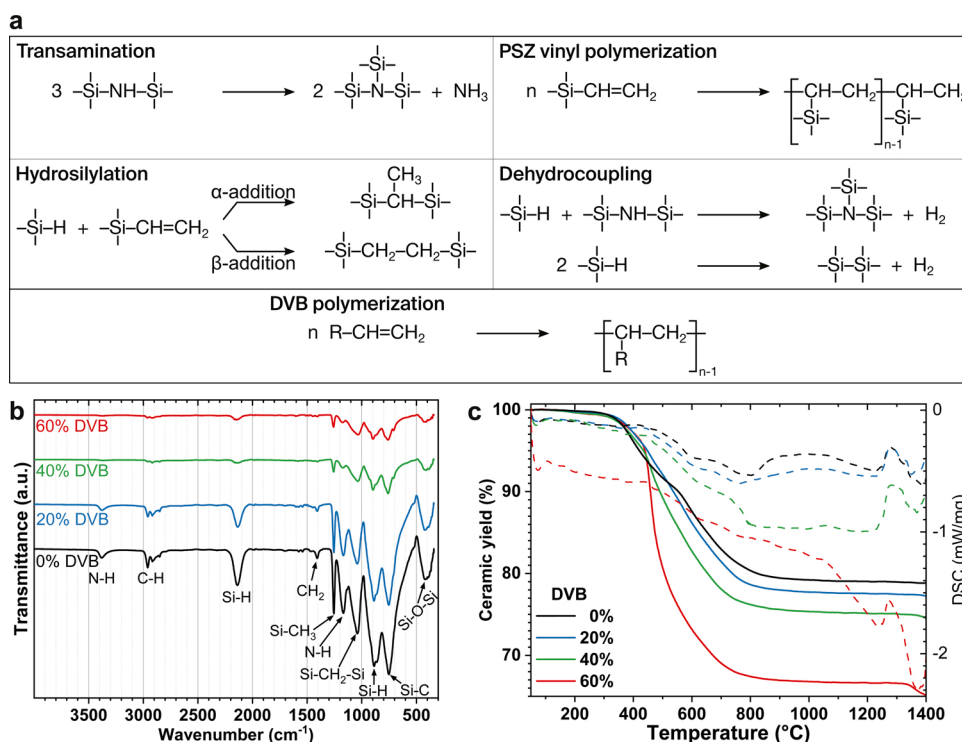 a
Transamination
3 –Si–NH–Si– → 2 –Si–N–Si– + NH3
Si
PSZ vinyl polymerization
n –Si–CH=CH2 → [CH–CH2]n-1 CH–CH2
–Si– –Si–
Hydrosilylation
–Si–H + –Si–CH=CH2
α-addition
CH3
–Si–CH–Si–
β-addition
–Si–CH2–CH2–Si–
Dehydrocoupling
–Si–
–Si–H + –Si–NH–Si– → –Si–N–Si– + H2
2 –Si–H → –Si–Si– + H2
DVB polymerization
n R–CH=CH2 → [CH–CH2]n-1
R
b
Transmittance (a.u.)
60% DVB
40% DVB
20% DVB
0% DVB
N-H
C-H
Si-H
CH2
Si-CH3
N-H
Si-CH2-Si
Si-H
Si-C
Si-O-Si
3500 3000 2500 2000 1500 1000 500
Wavenumber (cm-1)
c
Ceramic yield (%)
100
90
80
70
DVB
0%
20%
40%
60%
200 400 600 800 1000 1200 1400
Temperature (°C)
0
-1
-2
DSC (mW/mg)